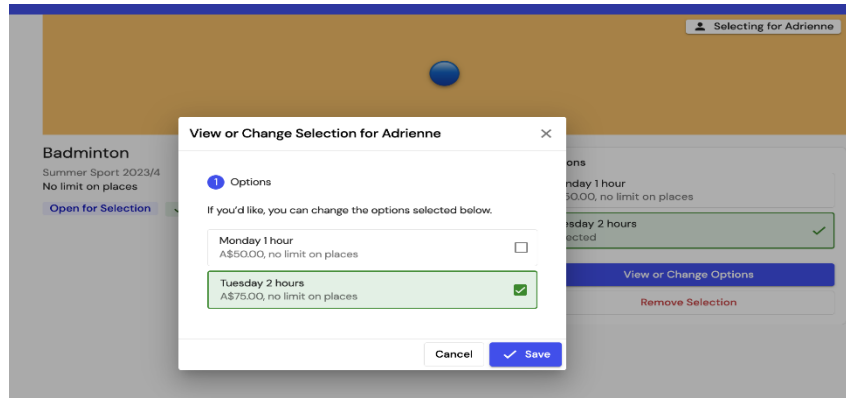 Selecting for Adrienne
View or Change Selection for Adrienne
Badminton
Summer Sport 2023/4
No limit on places
Open for Selection
1 Options
If you'd like, you can change the options selected below.
Monday 1 hour
A$50.00, no limit on places
Tuesday 2 hours
A$75.00, no limit on places
Cancel
Save
ons
nday 1 hour
50.00, no limit on places
esday 2 hours
ected
View or Change Options
Remove Selection